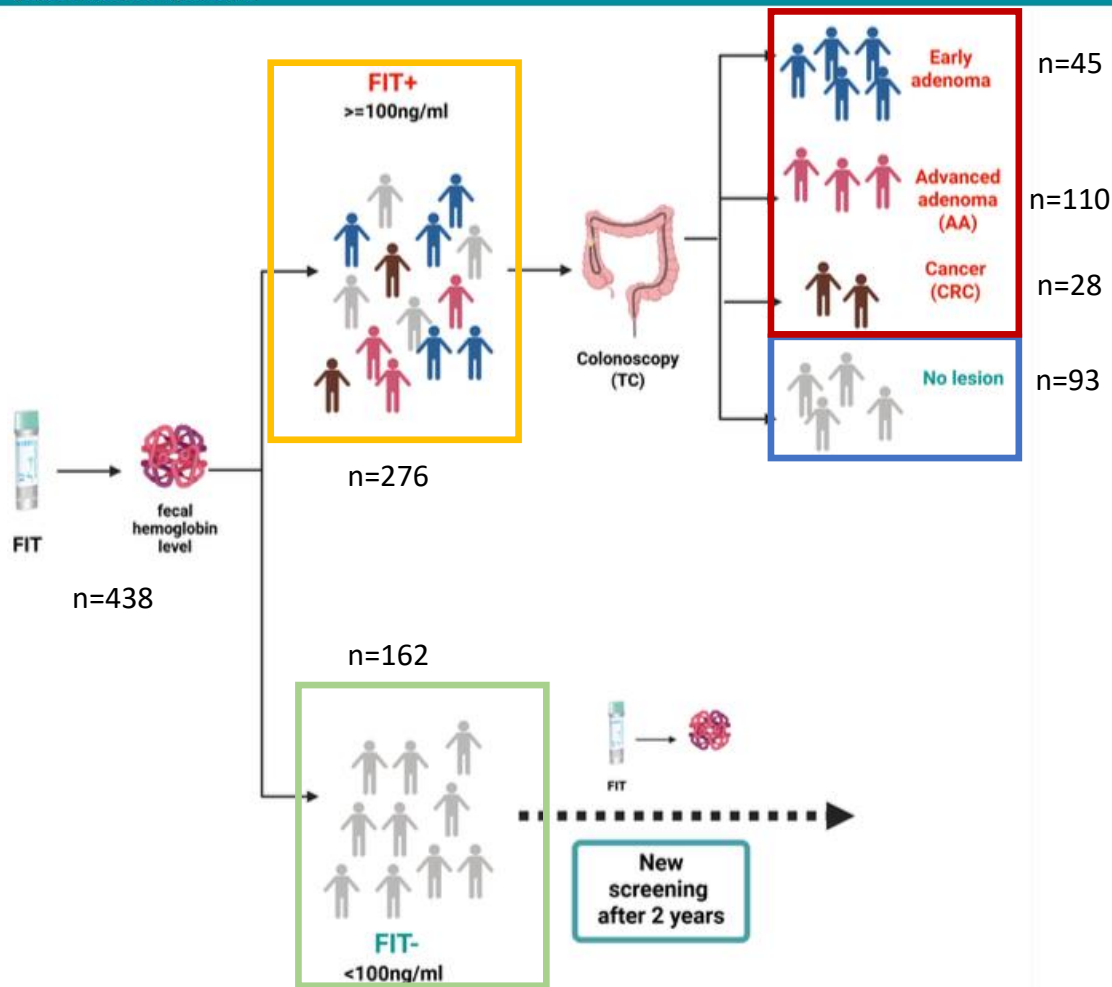 FIT+
>=100ng/ml
Early
adenoma
n=45
Advanced
adenoma
(AA)
n=110
Cancer
(CRC)
n=28
Colonoscopy
(TC)
No lesion
n=93
n=276
FIT
fecal
hemoglobin
level
n=438
n=162
FIT
New
screening
after 2 years
FIT-
<100ng/ml